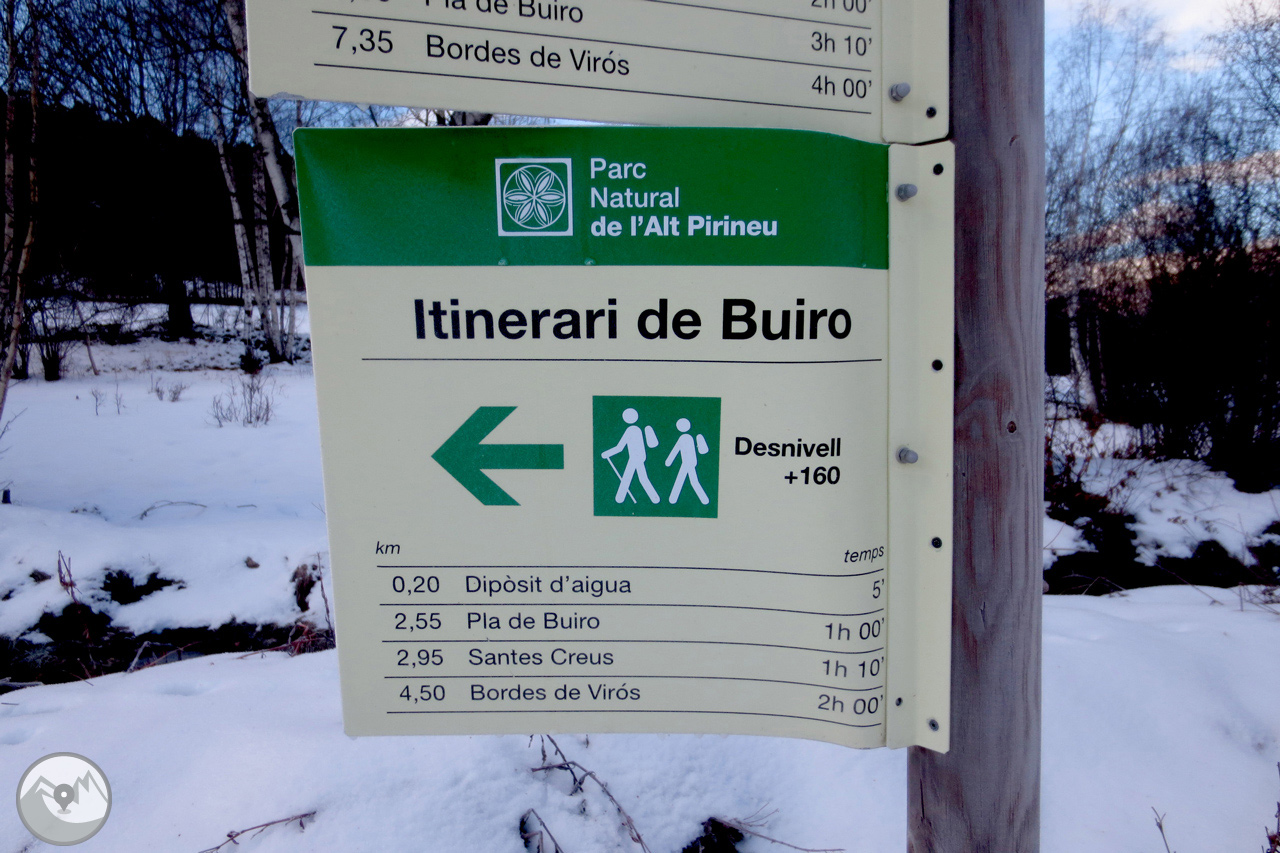 Pla de Buiro 2h 00'
7,35 Bordes de Virós 3h 10'
4h 00'
Parc
Natural
de l'Alt Pirineu
Itinerari de Buiro
Desnivell
+160
km temps
0,20 Dipòsit d'aigua 5'
2,55 Pla de Buiro 1h 00'
2,95 Santes Creus 1h 10'
4,50 Bordes de Virós 2h 00'